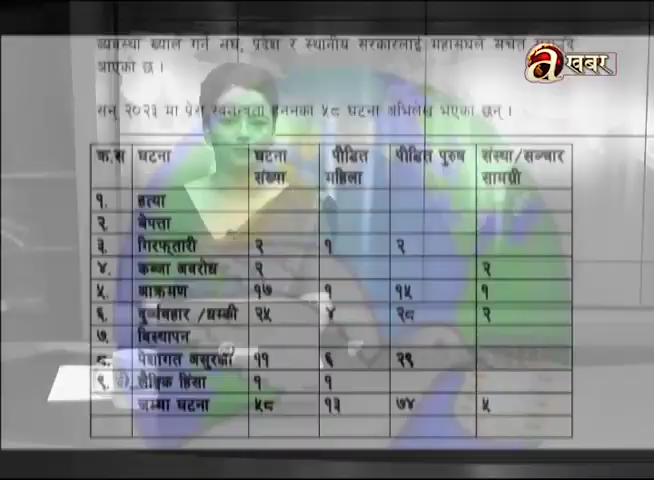 व्यवस्था ख्याल गर्न संघ, प्रदेश र स्थानीय सरकारलाई महासंघले सचेत
आएको छ ।
a खबर
सन् २०२३ मा प्रेस स्वतन्त्रता हननका ५८ घटना अभिलेख भएका छन् ।
क.स घटना घटना संख्या पीडित महिला पीडित पुरुष संस्था/सञ्चार सामग्री
१. हत्या
२. बेपत्ता
३. गिरफ्तारी २ १ २
४. कब्जा अवरोध २ २
५. आक्रमण १७ १ १५ १
६. दुर्व्यवहार /धम्की २५ ४ २८ २
७. विस्थापन
८. पेशागत असुरक्षा ११ ६ २९
९. लैङ्गिक हिंसा १ १
जम्मा घटना ५८ १३ ७४ ५